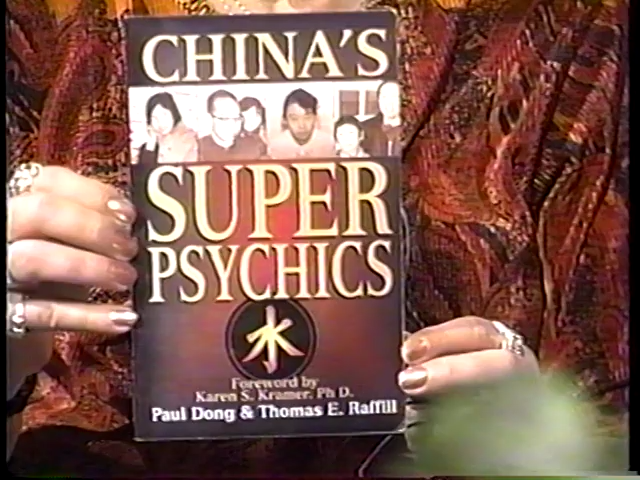 CHINA'S
SUPER
PSYCHICS
水
Foreword by
Karen S. Kramer, Ph D.
Paul Dong & Thomas E. Raffill